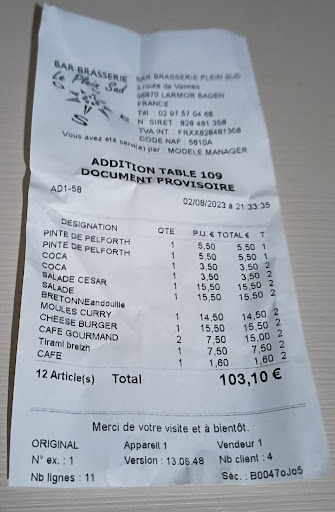 BAR BRASSERIE
Le Plein Sud
BAR BRASSERIE PLEIN SUD
route de Vannes
56870 LARMOR BADEN
FRANCE
Tél : 02 97 57 04 68
N° SIRET : 828 481 358
TVA INT. : FRXX828481358
CODE NAF : 5610A
Vous avez été servi(e) par MODELE MANAGER
ADDITION TABLE 109
DOCUMENT PROVISOIRE
AD1-58
02/08/2023 à 21:33:35
DESIGNATION QTE P.U. € TOTAL € T
PINTE DE PELFORTH 1 5,50 5,50 1
PINTE DE PELFORTH 1 5,50 5,50 1
COCA 1 3,50 3,50 2
COCA 1 3,50 3,50 2
SALADE CESAR 1 15,50 15,50 2
SALADE 1 15,50 15,50 2
BRETONNEandouille
MOULES CURRY 1 14,50 14,50 2
CHEESE BURGER 1 15,50 15,50 2
CAFE GOURMAND 2 7,50 15,00 2
Tirami breizh 1 7,50 7,50 2
CAFE 1 1,60 1,60 2
12 Article(s) Total 103,10 €
Merci de votre visite et à bientôt.
ORIGINAL Appareil 1 Vendeur 1
N° ex. : 1 Version : 13.06.48 Nb client : 4
Nb lignes : 11 Séc. : B0047oJo5